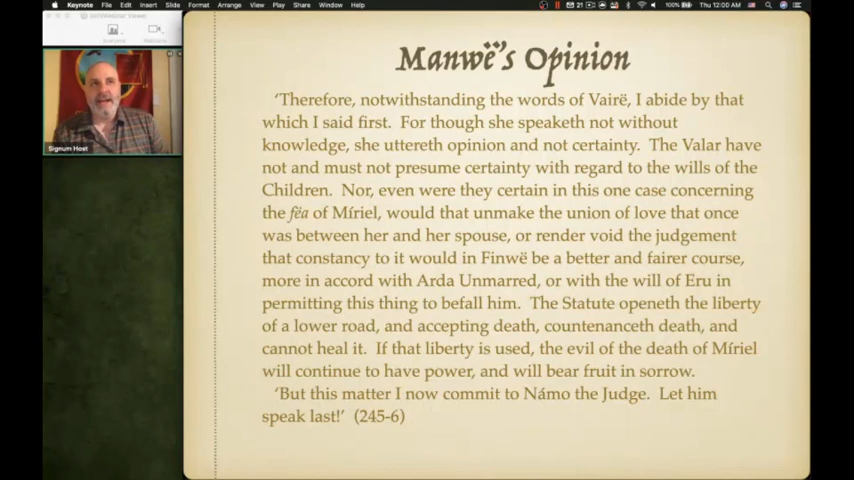 Keynote File Edit Insert Slide Format Arrange View Play Share Window Help 21 100% Thu 12:00 AM
GoToWebinar Viewer
Signum Host
Manwë's Opinion
‘Therefore, notwithstanding the words of Vairë, I abide by that
which I said first. For though she speaketh not without
knowledge, she uttereth opinion and not certainty. The Valar have
not and must not presume certainty with regard to the wills of the
Children. Nor, even were they certain in this one case concerning
the fëa of Míriel, would that unmake the union of love that once
was between her and her spouse, or render void the judgement
that constancy to it would in Finwë be a better and fairer course,
more in accord with Arda Unmarred, or with the will of Eru in
permitting this thing to befall him. The Statute openeth the liberty
of a lower road, and accepting death, countenanceth death, and
cannot heal it. If that liberty is used, the evil of the death of Míriel
will continue to have power, and will bear fruit in sorrow.
‘But this matter I now commit to Námo the Judge. Let him
speak last!’ (245-6)